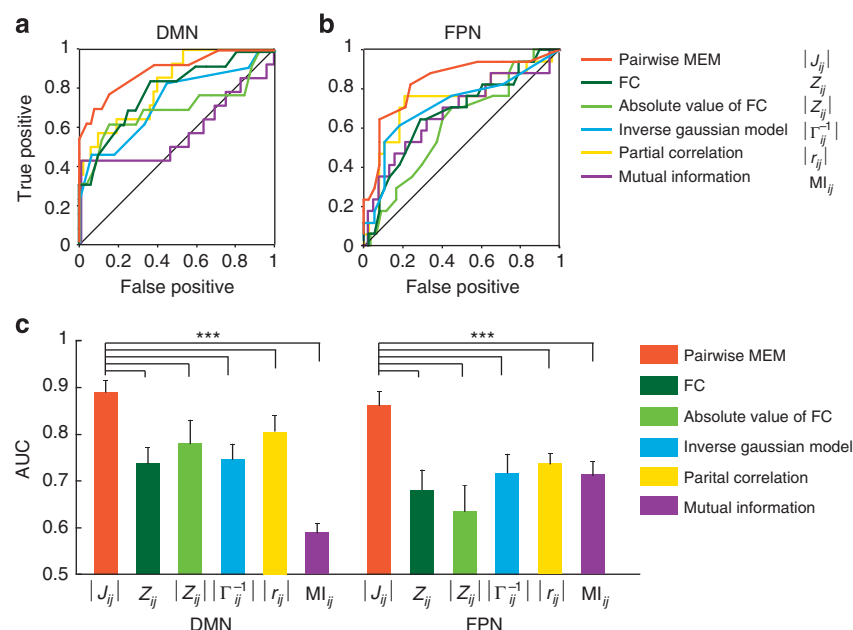 a
DMN
1
0.8
0.6
0.4
0.2
0
0 0.2 0.4 0.6 0.8 1
True positive
False positive
b
FPN
1
0.8
0.6
0.4
0.2
0
0 0.2 0.4 0.6 0.8 1
False positive
Pairwise MEM |J_ij|
FC Z_ij
Absolute value of FC |Z_ij|
Inverse gaussian model |Γ_ij^−1|
Partial correlation |r_ij|
Mutual information MI_ij
c
1
0.9
0.8
0.7
0.6
0.5
AUC
*** ***
|J_ij| Z_ij |Z_ij| |Γ_ij^−1| |r_ij| MI_ij |J_ij| Z_ij |Z_ij| |Γ_ij^−1| |r_ij| MI_ij
DMN FPN
Pairwise MEM
FC
Absolute value of FC
Inverse gaussian model
Parital correlation
Mutual information